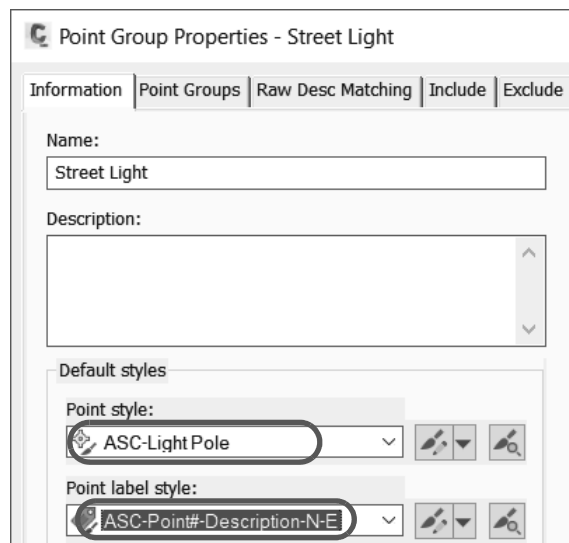 Point Group Properties - Street Light
Information Point Groups Raw Desc Matching Include Exclude
Name:
Street Light
Description:
Default styles
Point style:
ASC-Light Pole
Point label style:
ASC-Point#-Description-N-E